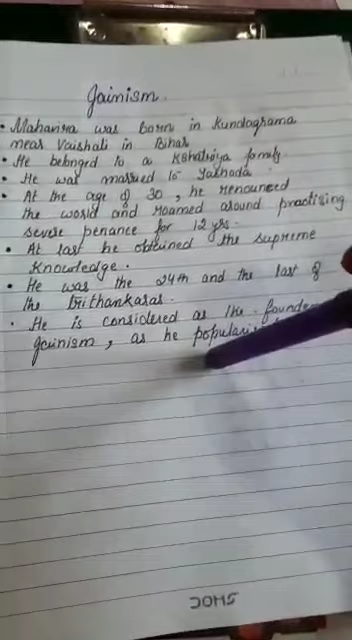 Jainism.
• Mahavira was born in Kundagrama
near Vaishali in Bihar
• He belonged to a Kshatriya family.
• He was married to Yashoda
• At the age of 30, he renounced
the world and roamed around practising
severe penance for 12 yrs.
• At last he obtained the supreme
Knowledge.
• He was the 24th and the last of
the Trithankaras.
• He is considered as the
Jainism, as he
SHOC